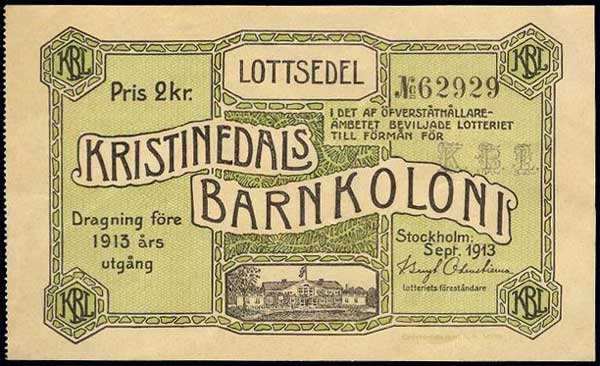 KBL
KBL
LOTTSEDEL
Pris 2kr.
№62929
I DET AF ÖFVERSTÅTHÅLLARE-
ÄMBETET BEVILJADE LOTTERIET
TILL FÖRMÅN FÖR
KBL
KRISTINEDALS
BARNKOLONI
Dragning före
1913 års
utgång
Stockholm:
Sept. 1913
lotteriets föreståndare
KBL
KBL